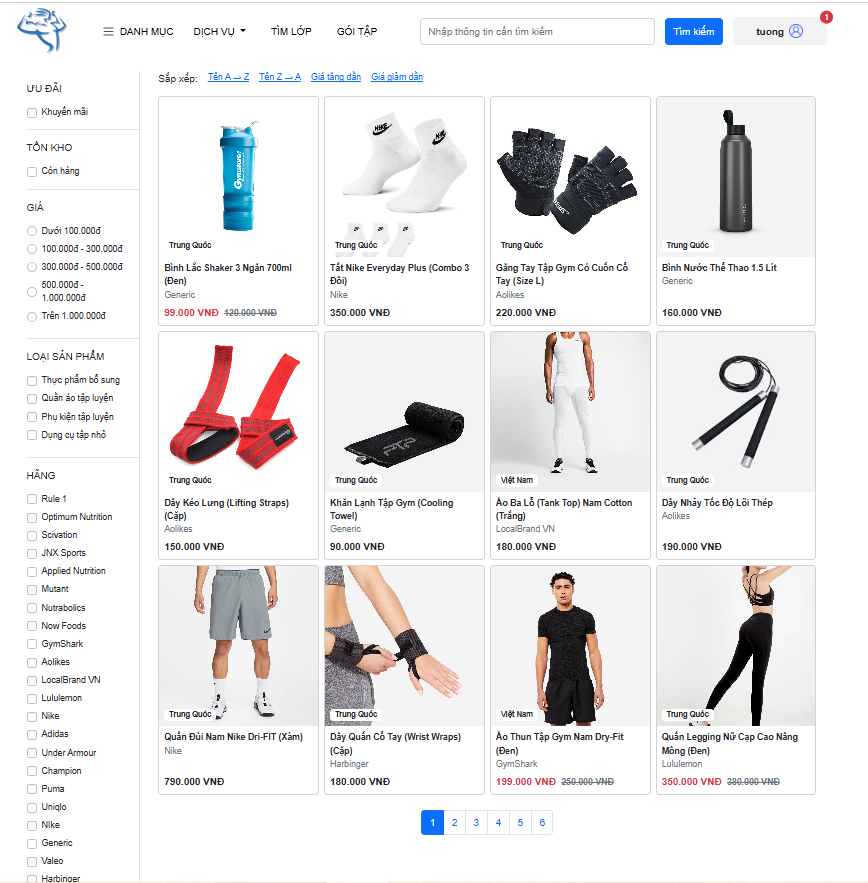 DANH MỤC
DỊCH VỤ
TÌM LỚP
GÓI TẬP
Nhập thông tin cần tìm kiếm
Tìm kiếm
tuong
1
ƯU ĐÃI
Khuyến mãi
TỒN KHO
Còn hàng
GIÁ
Dưới 100.000đ
100.000đ - 300.000đ
300.000đ - 500.000đ
500.000đ -
1.000.000đ
Trên 1.000.000đ
LOẠI SẢN PHẨM
Thực phẩm bổ sung
Quần áo tập luyện
Phụ kiện tập luyện
Dụng cụ tập nhỏ
HÃNG
Rule 1
Optimum Nutrition
Scivation
JNX Sports
Applied Nutrition
Mutant
Nutrabolics
Now Foods
GymShark
Aolikes
LocalBrand VN
Lululemon
Nike
Adidas
Under Armour
Champion
Puma
Uniqlo
NIke
Generic
Valeo
Harbinger
Sắp xếp:
Tên A → Z
Tên Z → A
Giá tăng dần
Giá giảm dần
Trung Quốc
Bình Lắc Shaker 3 Ngăn 700ml
(Đen)
Generic
99.000 VNĐ 120.000 VNĐ
Trung Quốc
Tất Nike Everyday Plus (Combo 3
Đôi)
Nike
350.000 VNĐ
Trung Quốc
Găng Tay Tập Gym Có Cuốn Cổ
Tay (Size L)
Aolikes
220.000 VNĐ
Trung Quốc
Bình Nước Thể Thao 1.5 Lít
Generic
160.000 VNĐ
Trung Quốc
Dây Kéo Lưng (Lifting Straps)
(Cặp)
Aolikes
150.000 VNĐ
PTP
Trung Quốc
Khăn Lạnh Tập Gym (Cooling
Towel)
Generic
90.000 VNĐ
Việt Nam
Áo Ba Lỗ (Tank Top) Nam Cotton
(Trắng)
LocalBrand VN
180.000 VNĐ
Trung Quốc
Dây Nhảy Tốc Độ Lõi Thép
Aolikes
190.000 VNĐ
Trung Quốc
Quần Đùi Nam Nike Dri-FIT (Xám)
Nike
790.000 VNĐ
Trung Quốc
Dây Quấn Cổ Tay (Wrist Wraps)
(Cặp)
Harbinger
180.000 VNĐ
Việt Nam
Áo Thun Tập Gym Nam Dry-Fit
(Đen)
GymShark
199.000 VNĐ 250.000 VNĐ
Trung Quốc
Quần Legging Nữ Cạp Cao Nâng
Mông (Đen)
Lululemon
350.000 VNĐ 380.000 VNĐ
1 2 3 4 5 6